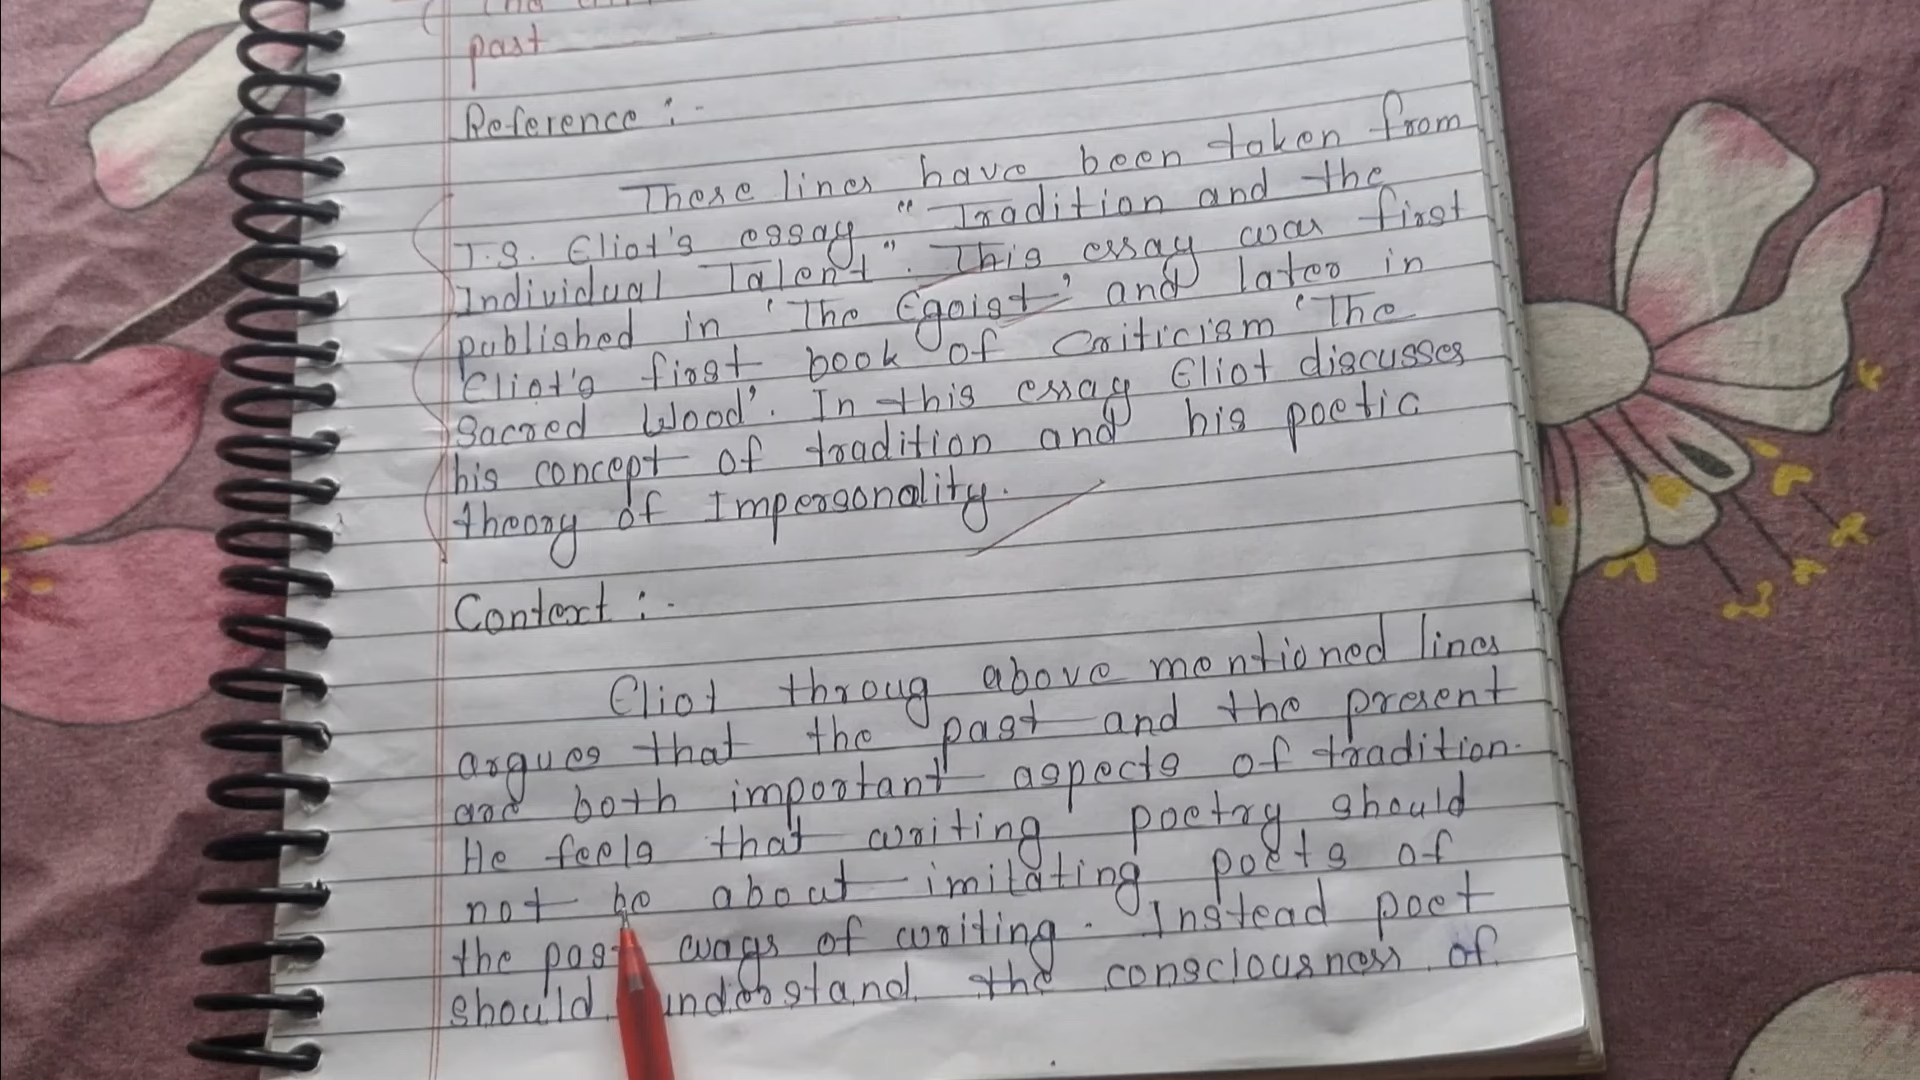 past
Reference :-
These lines have been taken from
T.S. Eliot's essay "Tradition and the
Individual Talent". This essay was first
published in 'The Egoist' and later in
Eliot's first book of criticism 'The
Sacred Wood'. In this essay Eliot discusses
his concept of tradition and his poetic
theory of Impersonality.
Context :-
Eliot throug above mentioned lines
argues that the past and the present
are both important aspects of tradition.
He feels that writing poetry should
not be about imitating poets of
the past ways of writing. Instead poet
should understand the consciousness of